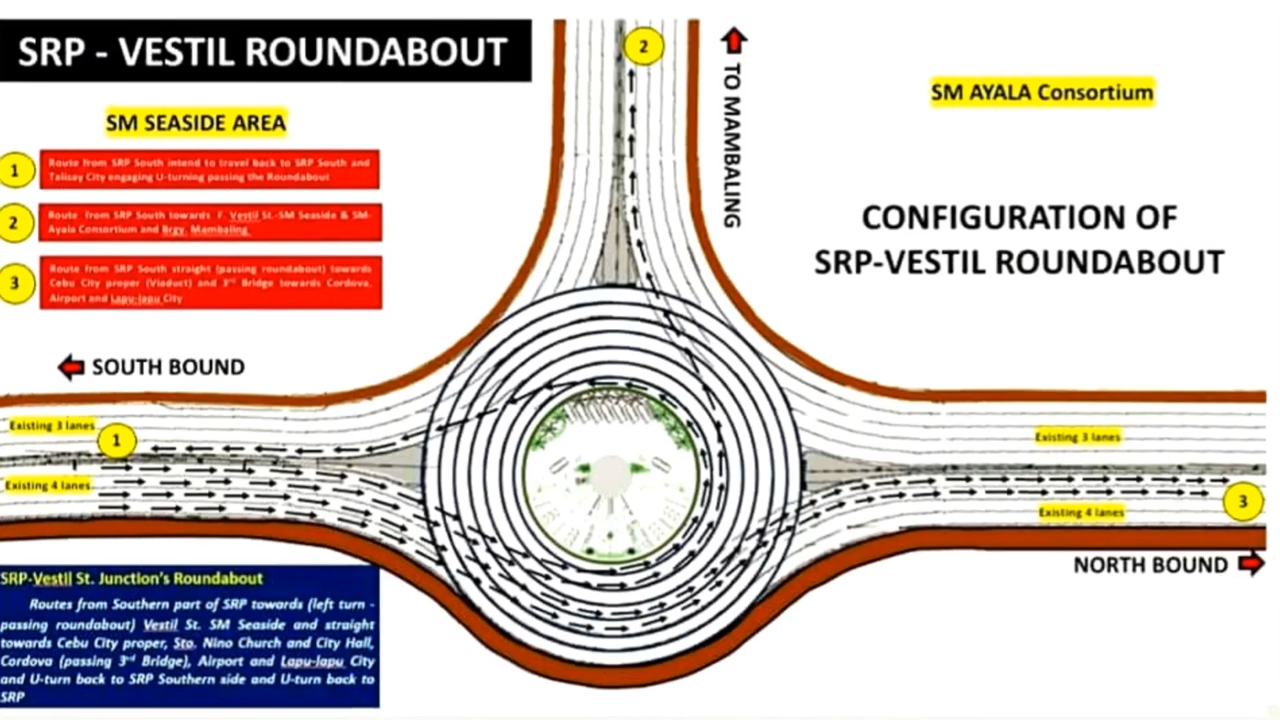 SRP - VESTIL ROUNDABOUT
2
TO MAMBALING
SM AYALA Consortium
SM SEASIDE AREA
1
Route from SRP South intend to travel back to SRP South and
Talisay City engaging U-turning passing the Roundabout
2
Route from SRP South towards F. Vestil St.-SM Seaside & SM-
Ayala Consortium and Brgy. Mambaling
CONFIGURATION OF
SRP-VESTIL ROUNDABOUT
3
Route from SRP South straight (passing roundabout) towards
Cebu City proper (Viaduct) and 3rd Bridge towards Cordova,
Airport and Lapu-lapu City
SOUTH BOUND
Existing 3 lanes
1
Existing 4 lanes
Existing 3 lanes
Existing 4 lanes
3
NORTH BOUND
SRP-Vestil St. Junction's Roundabout
Routes from Southern part of SRP towards (left turn -
passing roundabout) Vestil St. SM Seaside and straight
towards Cebu City proper, Sto. Nino Church and City Hall,
Cordova (passing 3rd Bridge), Airport and Lapu-lapu City
and U-turn back to SRP Southern side and U-turn back to
SRP